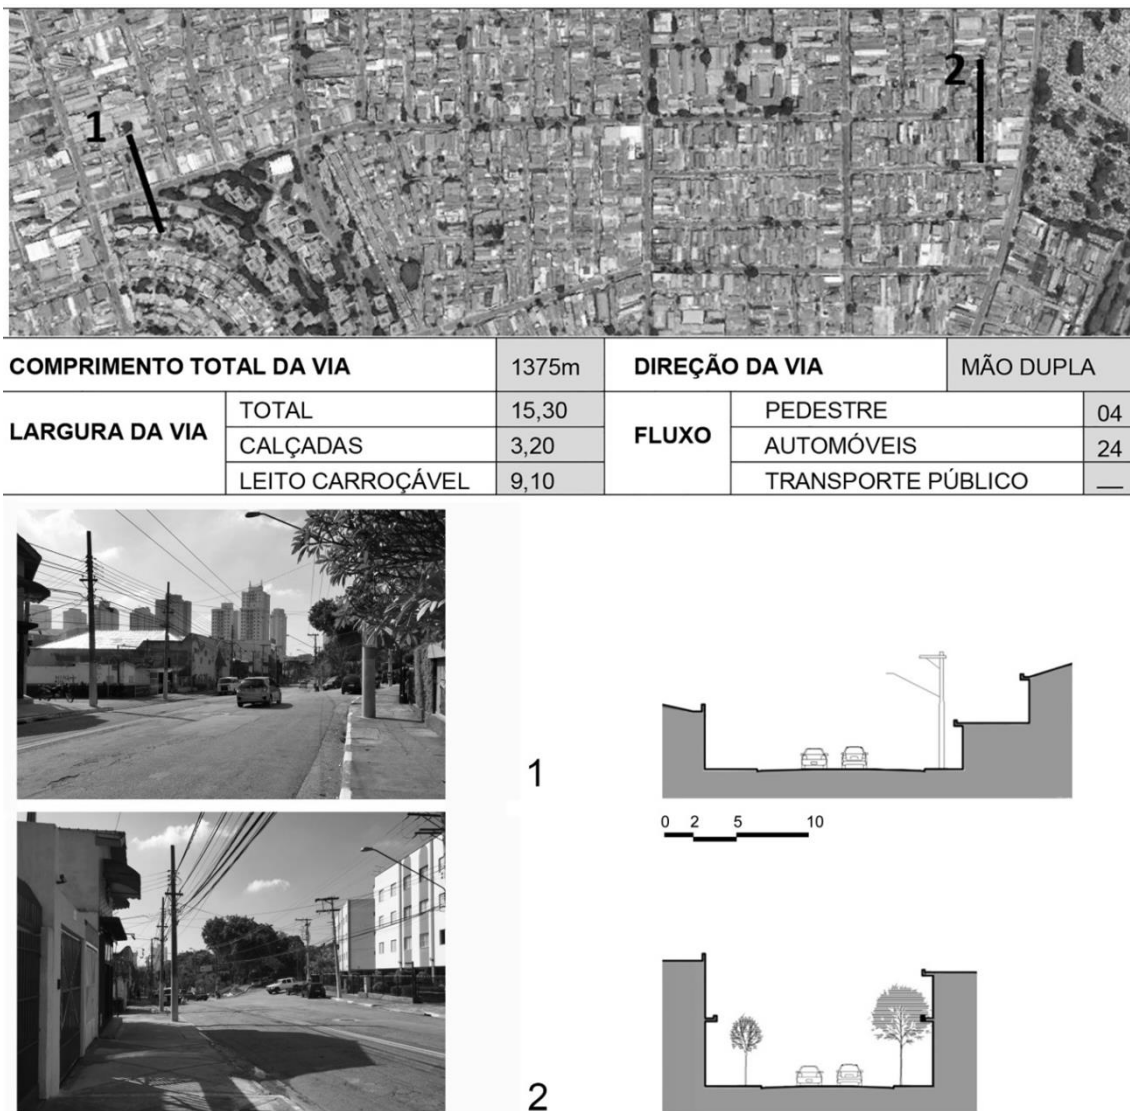 1
2
COMPRIMENTO TOTAL DA VIA 1375m DIREÇÃO DA VIA MÃO DUPLA
LARGURA DA VIA TOTAL 15,30 FLUXO PEDESTRE 04
CALÇADAS 3,20 AUTOMÓVEIS 24
LEITO CARROÇÁVEL 9,10 TRANSPORTE PÚBLICO —
1
0 2 5 10
2